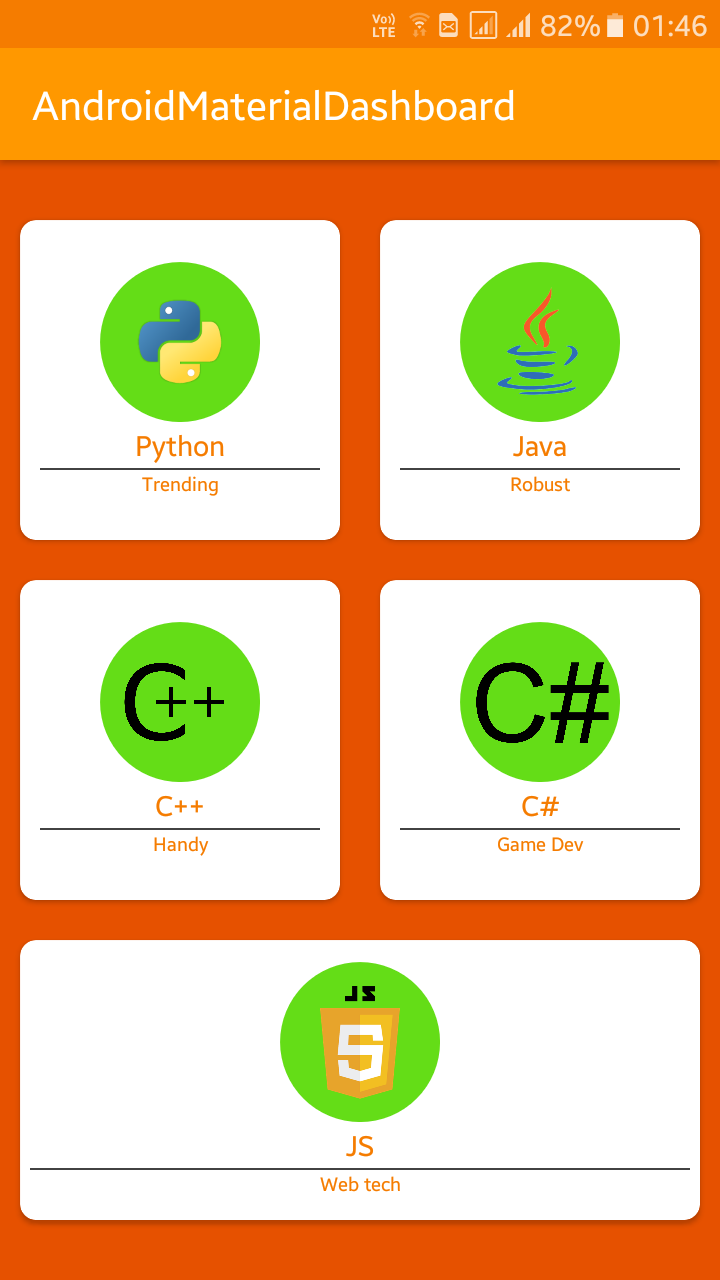 Vo)) LTE 82% 01:46
AndroidMaterialDashboard
Python
Trending
Java
Robust
C++
C++
Handy
C#
C#
Game Dev
JS
5
JS
Web tech